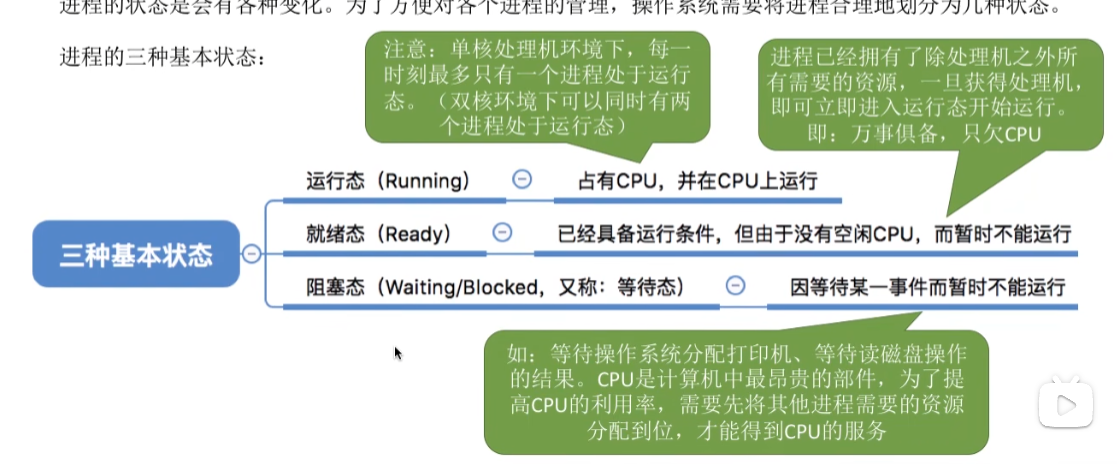 进程的状态是会有各种变化。为了方便对各个进程的管理，操作系统需要将进程合理地划分为几种状态。
进程的三种基本状态：
注意：单核处理机环境下，每一
时刻最多只有一个进程处于运行
态。（双核环境下可以同时有两
个进程处于运行态）
进程已经拥有了除处理机之外所
有需要的资源，一旦获得处理机，
即可立即进入运行态开始运行。
即：万事俱备，只欠CPU
运行态（Running） 占有CPU，并在CPU上运行
就绪态（Ready） 已经具备运行条件，但由于没有空闲CPU，而暂时不能运行
三种基本状态
阻塞态（Waiting/Blocked，又称：等待态） 因等待某一事件而暂时不能运行
如：等待操作系统分配打印机、等待读磁盘操作
的结果。CPU是计算机中最昂贵的部件，为了提
高CPU的利用率，需要先将其他进程需要的资源
分配到位，才能得到CPU的服务